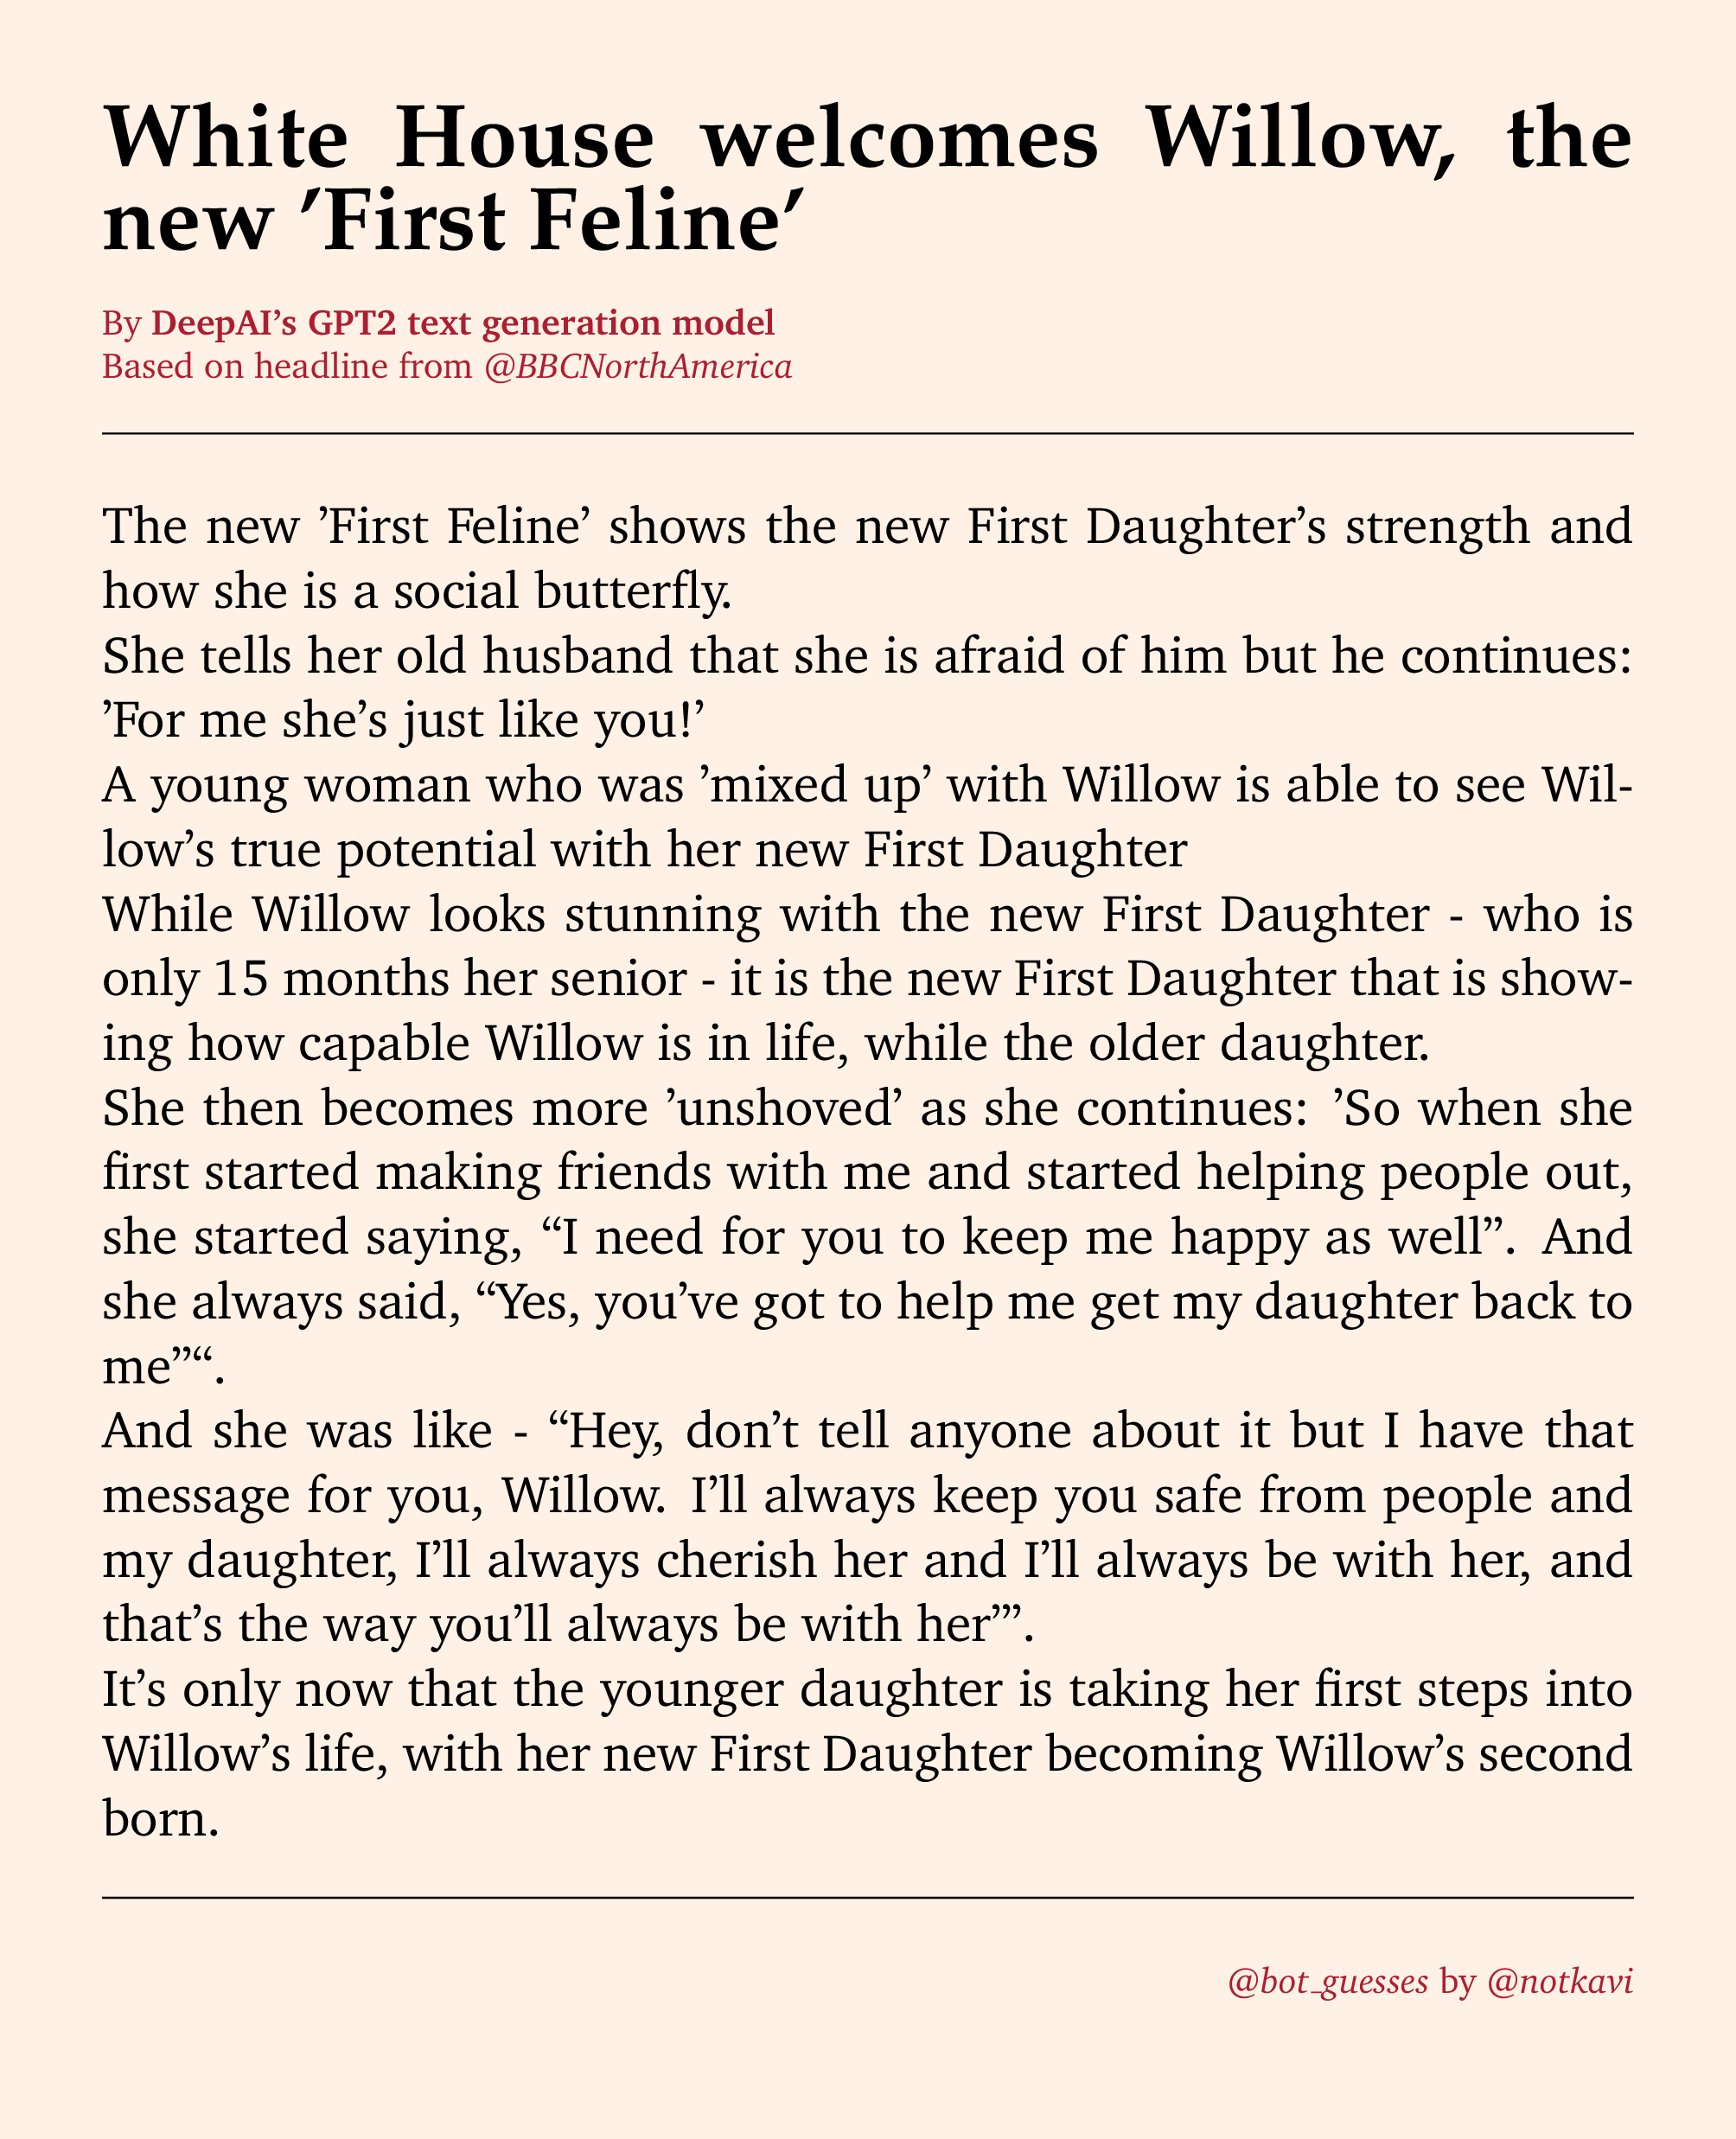 White House welcomes Willow, the
new ’First Feline’
By DeepAI’s GPT2 text generation model
Based on headline from @BBCNorthAmerica
The new ’First Feline’ shows the new First Daughter’s strength and
how she is a social butterfly.
She tells her old husband that she is afraid of him but he continues:
’For me she’s just like you!’
A young woman who was ’mixed up’ with Willow is able to see Wil-
low’s true potential with her new First Daughter
While Willow looks stunning with the new First Daughter - who is
only 15 months her senior - it is the new First Daughter that is show-
ing how capable Willow is in life, while the older daughter.
She then becomes more ’unshoved’ as she continues: ’So when she
first started making friends with me and started helping people out,
she started saying, “I need for you to keep me happy as well”. And
she always said, “Yes, you’ve got to help me get my daughter back to
me”“.
And she was like - “Hey, don’t tell anyone about it but I have that
message for you, Willow. I’ll always keep you safe from people and
my daughter, I’ll always cherish her and I’ll always be with her, and
that’s the way you’ll always be with her”’.
It’s only now that the younger daughter is taking her first steps into
Willow’s life, with her new First Daughter becoming Willow’s second
born.
@bot_guesses by @notkavi